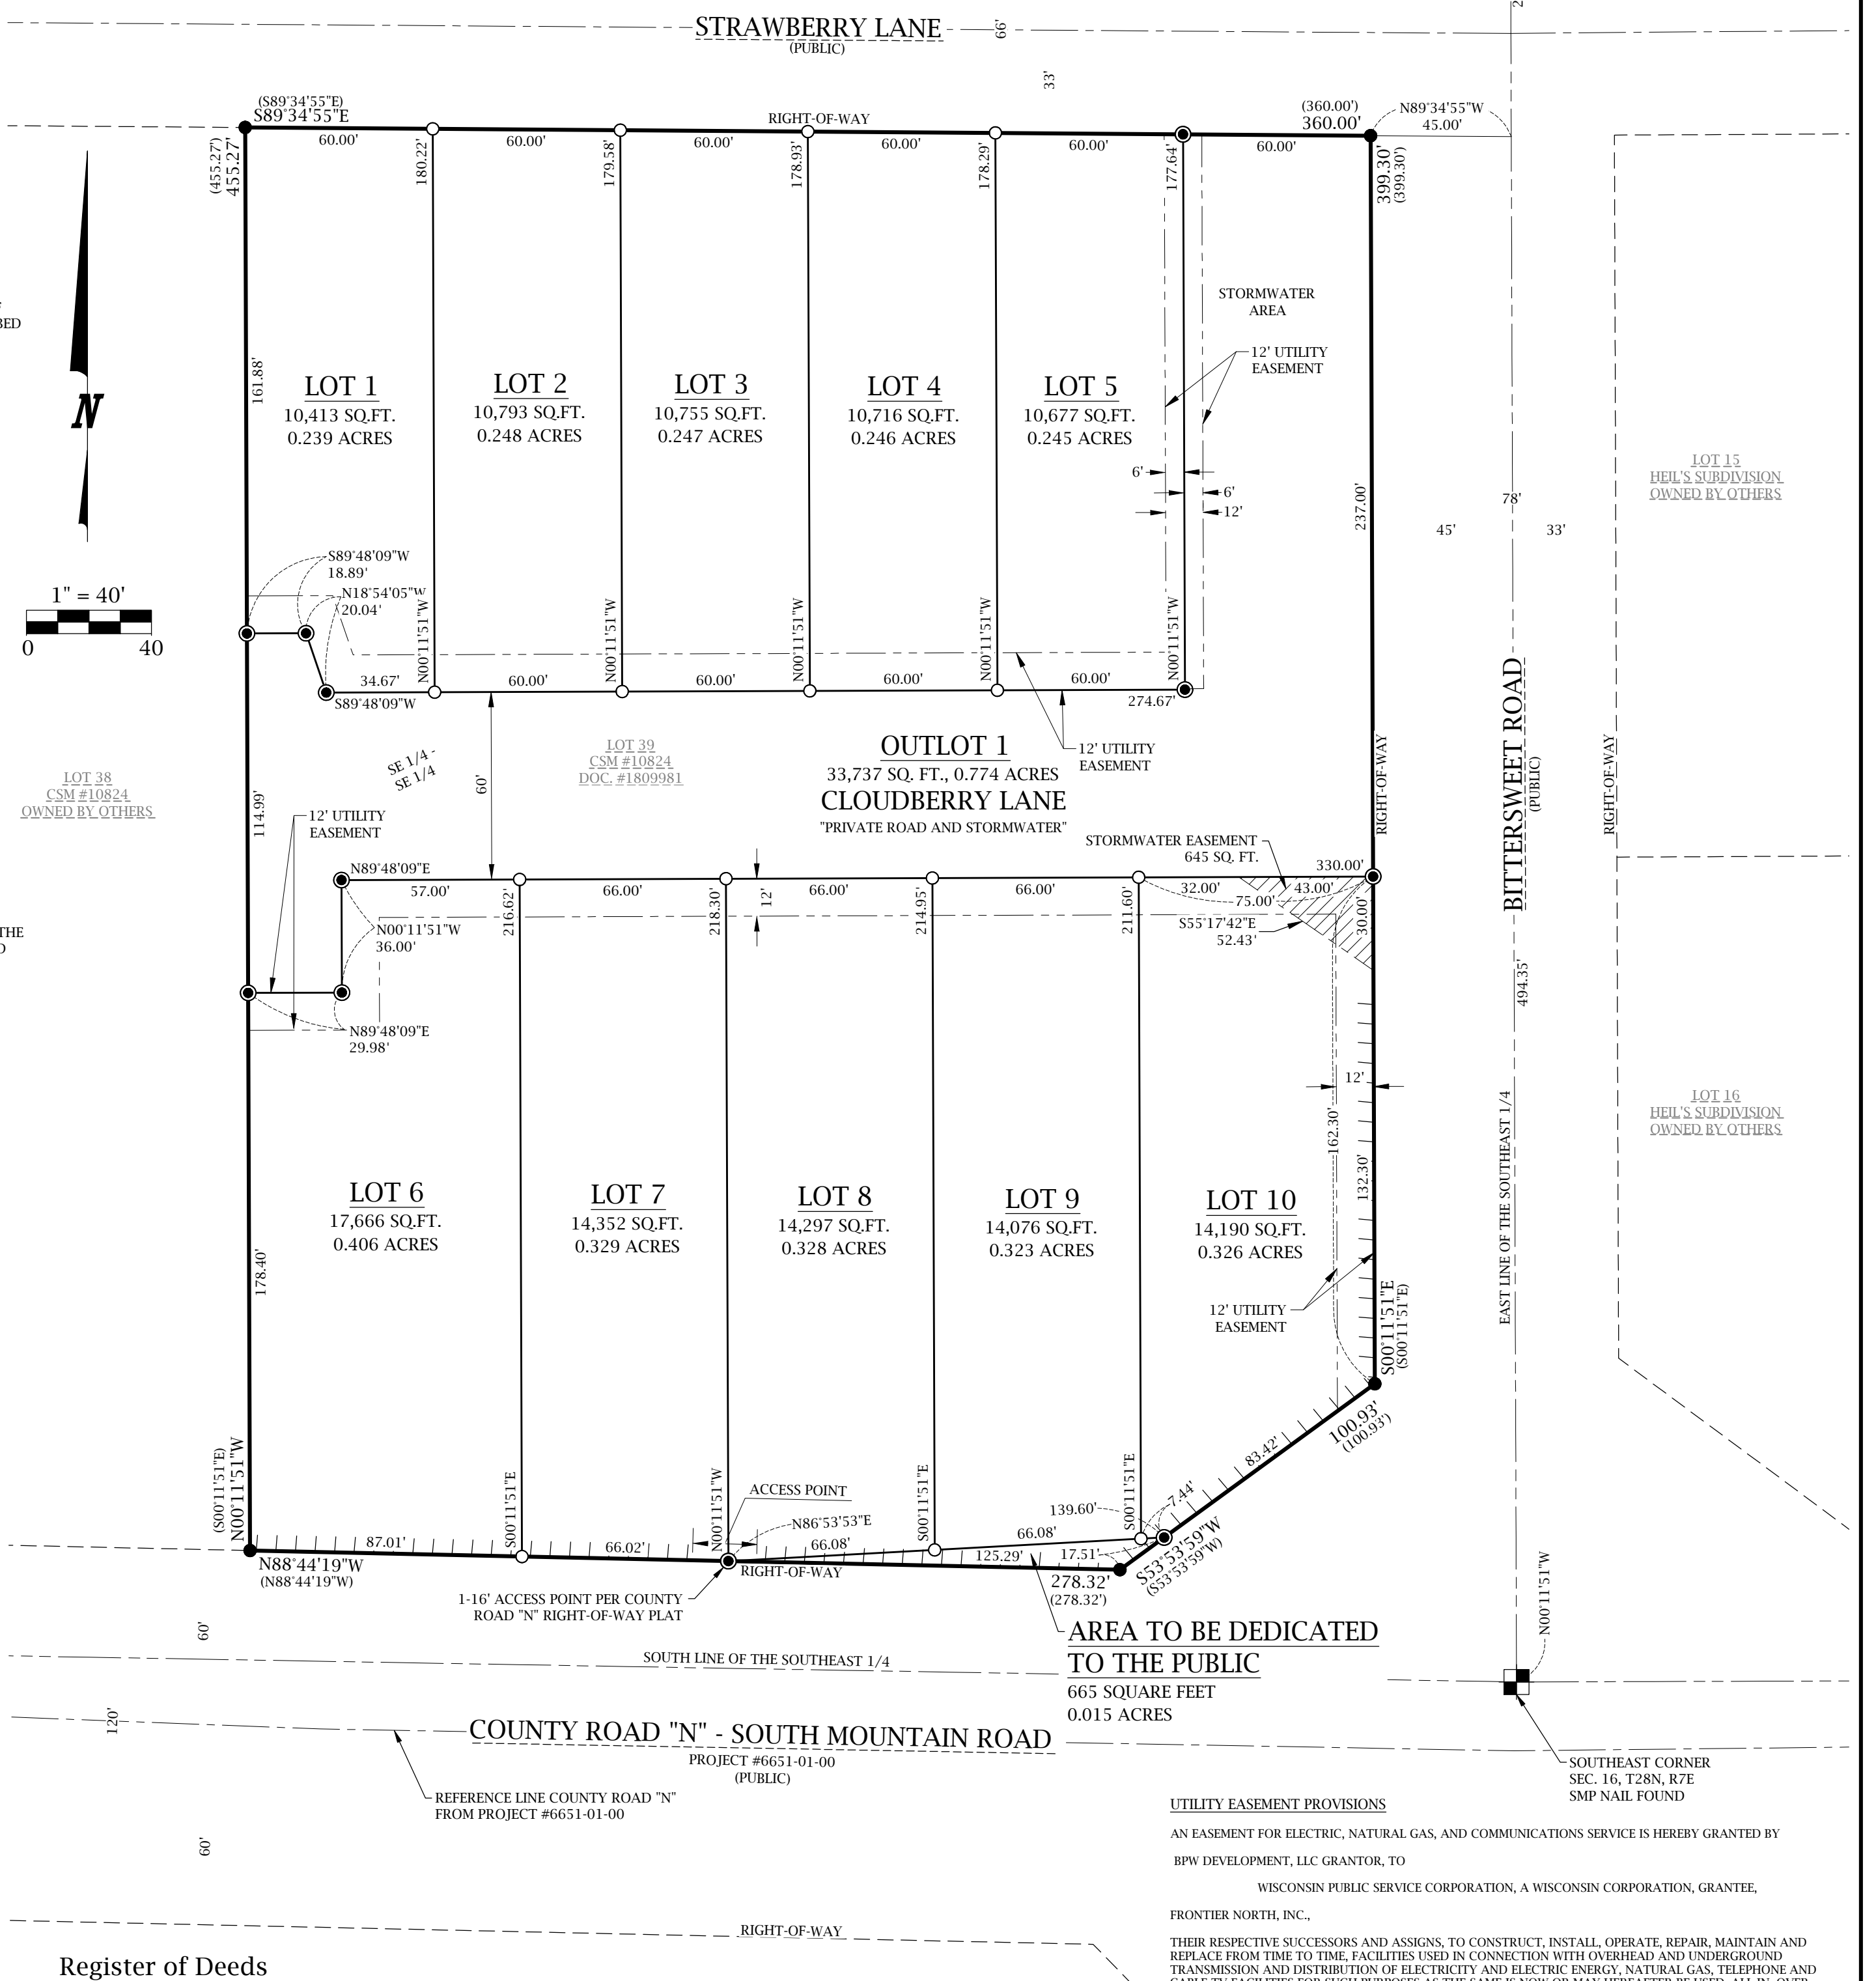 STRAWBERRY LANE
(PUBLIC)
66'
2
33'
(S89°34'55"E)
S89°34'55"E
RIGHT-OF-WAY
(360.00')
360.00'
N89°34'55"W
45.00'
60.00'
60.00'
60.00'
60.00'
60.00'
60.00'
(455.27')
455.27'
180.22'
179.58'
178.93'
178.29'
177.64'
399.30'
(399.30')
BED
STORMWATER
AREA
12' UTILITY
EASEMENT
161.88'
LOT 1
10,413 SQ.FT.
0.239 ACRES
LOT 2
10,793 SQ.FT.
0.248 ACRES
LOT 3
10,755 SQ.FT.
0.247 ACRES
LOT 4
10,716 SQ.FT.
0.246 ACRES
LOT 5
10,677 SQ.FT.
0.245 ACRES
N
6'
6'
12'
237.00'
78'
45'
33'
LOT 15
HEIL'S SUBDIVISION
OWNED BY OTHERS
1" = 40'
0
40
S89°48'09"W
18.89'
N18°54'05"W
20.04'
N00°11'51"W
N00°11'51"W
N00°11'51"W
N00°11'51"W
N00°11'51"W
34.67'
60.00'
60.00'
60.00'
60.00'
S89°48'09"W
274.67'
SE 1/4 -
SE 1/4
60'
LOT 39
CSM #10824
DOC. #1809981
OUTLOT 1
33,737 SQ. FT., 0.774 ACRES
CLOUDBERRY LANE
"PRIVATE ROAD AND STORMWATER"
12' UTILITY
EASEMENT
RIGHT-OF-WAY
BITTERSWEET ROAD
(PUBLIC)
RIGHT-OF-WAY
LOT 38
CSM #10824
OWNED BY OTHERS
114.99'
12' UTILITY
EASEMENT
STORMWATER EASEMENT
645 SQ. FT.
N89°48'09"E
330.00'
57.00'
66.00'
66.00'
66.00'
32.00'
43.00'
75.00'
12'
216.62'
218.30'
214.95'
211.60'
30.00'
S55°17'42"E
52.43'
N00°11'51"W
36.00'
THE
494.35'
N89°48'09"E
29.98'
12'
162.30'
132.30'
EAST LINE OF THE SOUTHEAST 1/4
LOT 16
HEIL'S SUBDIVISION
OWNED BY OTHERS
178.40'
LOT 6
17,666 SQ.FT.
0.406 ACRES
LOT 7
14,352 SQ.FT.
0.329 ACRES
LOT 8
14,297 SQ.FT.
0.328 ACRES
LOT 9
14,076 SQ.FT.
0.323 ACRES
LOT 10
14,190 SQ.FT.
0.326 ACRES
12' UTILITY
EASEMENT
S00°11'51"E
(S00°11'51"E)
100.93'
(100.93')
83.42'
7.44'
(S00°11'51"E)
N00°11'51"W
S00°11'51"E
N00°11'51"W
S00°11'51"E
S00°11'51"E
ACCESS POINT
N86°53'53"E
139.60'
87.01'
66.02'
66.08'
66.08'
125.29'
17.51'
S53°53'59"W
(S53°53'59"W)
N88°44'19"W
(N88°44'19"W)
RIGHT-OF-WAY
278.32'
(278.32')
1-16' ACCESS POINT PER COUNTY
ROAD "N" RIGHT-OF-WAY PLAT
N00°11'51"W
60'
SOUTH LINE OF THE SOUTHEAST 1/4
AREA TO BE DEDICATED
TO THE PUBLIC
665 SQUARE FEET
0.015 ACRES
120'
COUNTY ROAD "N" - SOUTH MOUNTAIN ROAD
PROJECT #6651-01-00
(PUBLIC)
REFERENCE LINE COUNTY ROAD "N"
FROM PROJECT #6651-01-00
60'
SOUTHEAST CORNER
SEC. 16, T28N, R7E
SMP NAIL FOUND
RIGHT-OF-WAY
Register of Deeds
UTILITY EASEMENT PROVISIONS
AN EASEMENT FOR ELECTRIC, NATURAL GAS, AND COMMUNICATIONS SERVICE IS HEREBY GRANTED BY
BPW DEVELOPMENT, LLC GRANTOR, TO
WISCONSIN PUBLIC SERVICE CORPORATION, A WISCONSIN CORPORATION, GRANTEE,
FRONTIER NORTH, INC.,
THEIR RESPECTIVE SUCCESSORS AND ASSIGNS, TO CONSTRUCT, INSTALL, OPERATE, REPAIR, MAINTAIN AND
REPLACE FROM TIME TO TIME, FACILITIES USED IN CONNECTION WITH OVERHEAD AND UNDERGROUND
TRANSMISSION AND DISTRIBUTION OF ELECTRICITY AND ELECTRIC ENERGY, NATURAL GAS, TELEPHONE AND